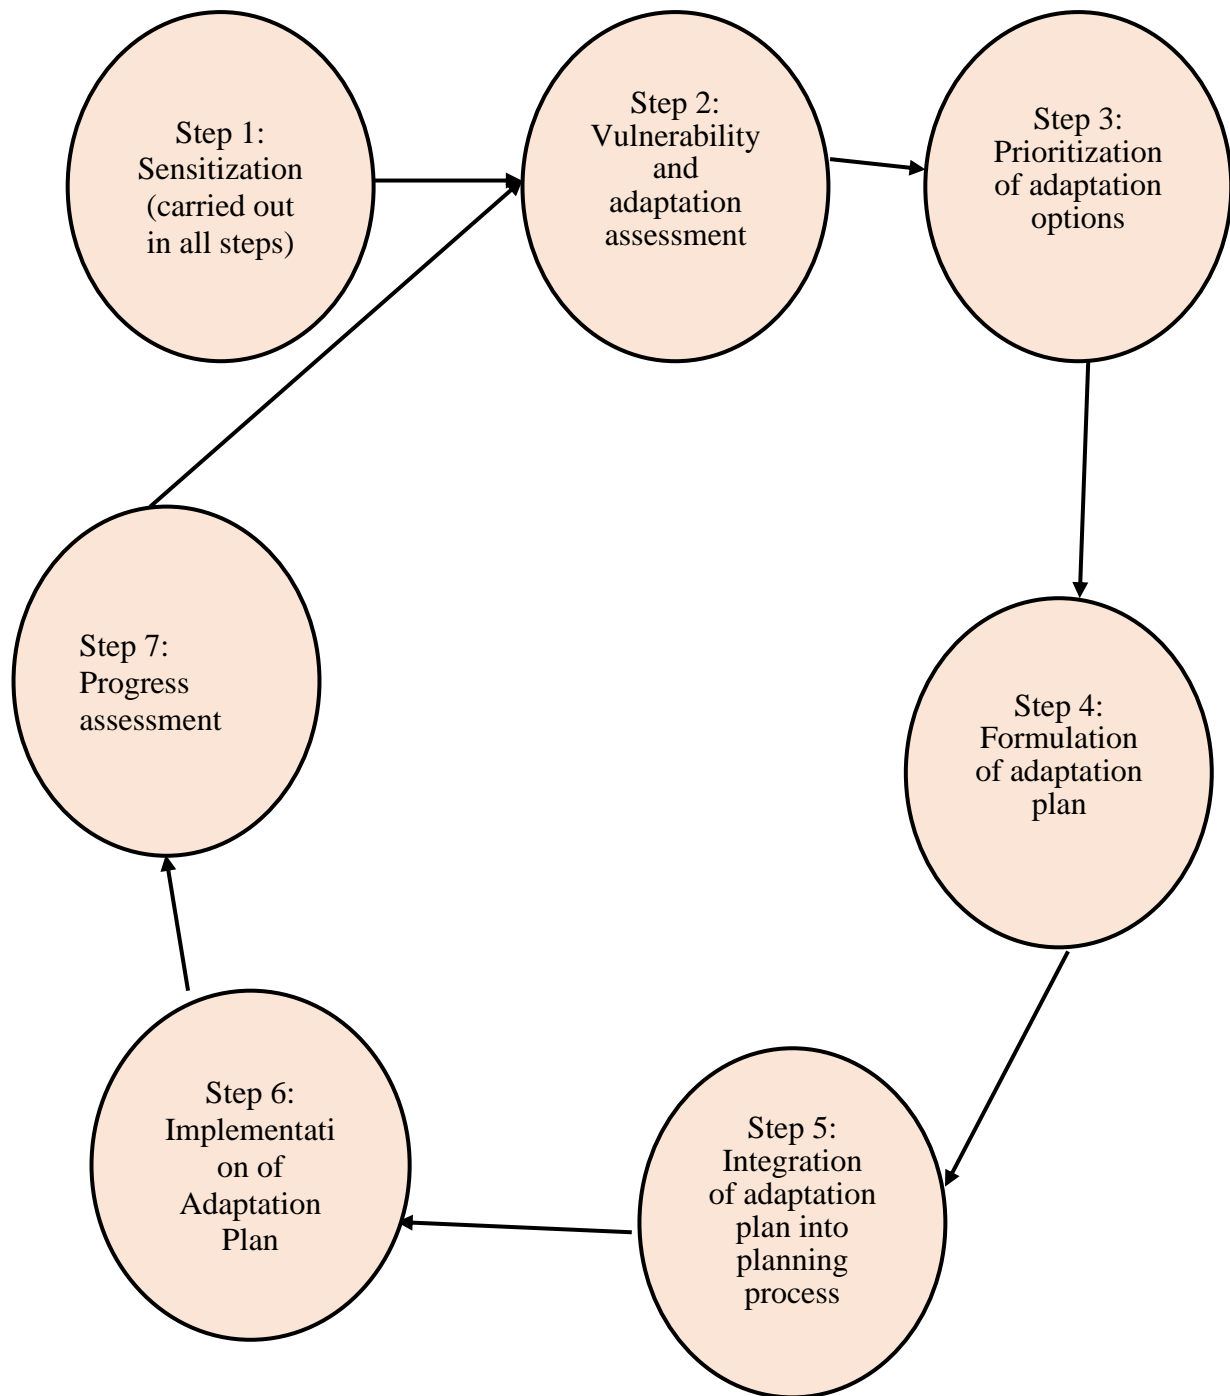 Step 1:
Sensitization
(carried out
in all steps)
Step 2:
Vulnerability
and
adaptation
assessment
Step 3:
Prioritization
of adaptation
options
Step 4:
Formulation
of adaptation
plan
Step 5:
Integration
of adaptation
plan into
planning
process
Step 6:
Implementati
on of
Adaptation
Plan
Step 7:
Progress
assessment